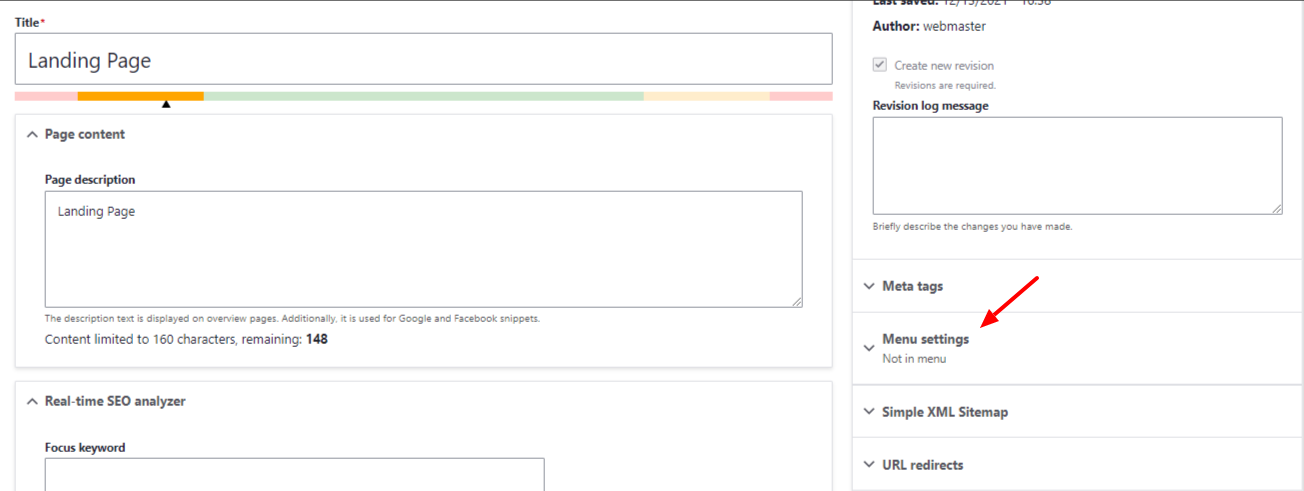 Title*
Landing Page
Page content
Page description
Landing Page
The description text is displayed on overview pages. Additionally, it is used for Google and Facebook snippets.
Content limited to 160 characters, remaining: 148
Real-time SEO analyzer
Focus keyword
Last saved: 12/13/2021 - 16:56
Author: webmaster
Create new revision
Revisions are required.
Revision log message
Briefly describe the changes you have made.
Meta tags
Menu settings
Not in menu
Simple XML Sitemap
URL redirects